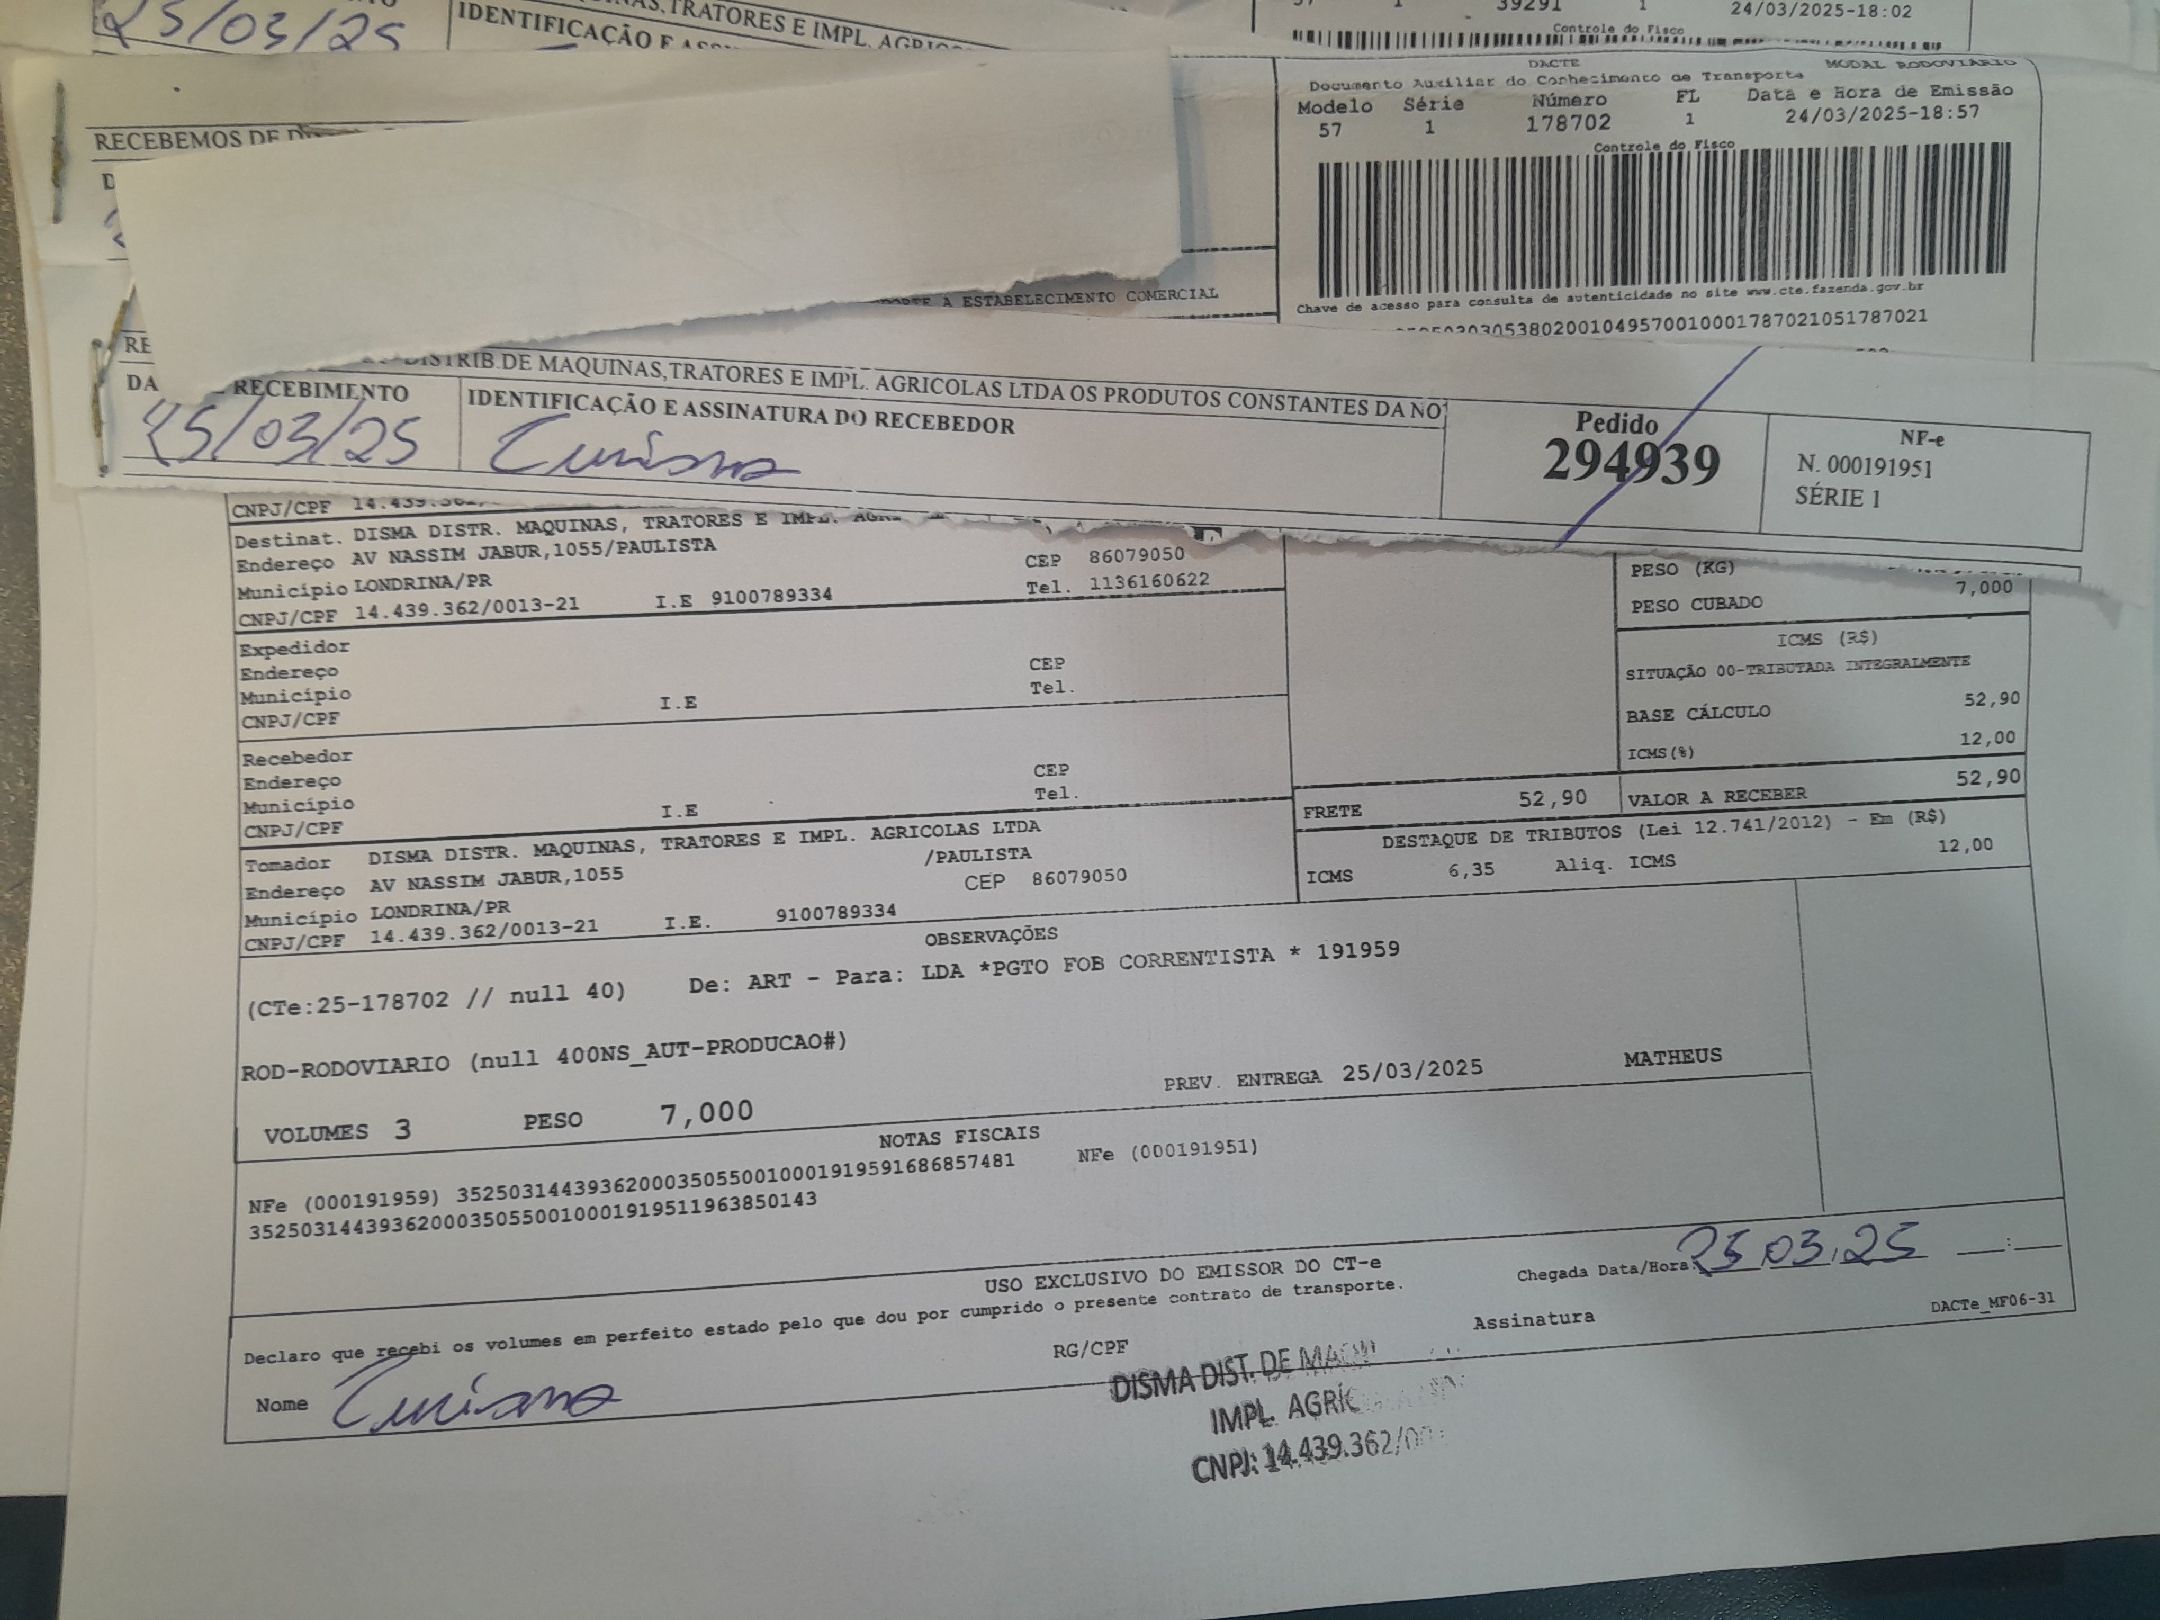 25/03/25
IDENTIFICAÇÃO E
TRATORES E IMPL.
39291
1
24/03/2025-18:02
Controle do Fisco
DACTE
MODAL RODOVIARIO
Documento Auxiliar do Conhecimento de Transporte
Modelo Série Número FL Data e Hora de Emissão
57 1 178702 1 24/03/2025-18:57
Controle do Fisco
RECEBEMOS DE
A ESTABELECIMENTO COMERCIAL
Chave de acesso para consulta de autenticidade no site www.cte.fazenda.gov.br
DISTRIB.DE MAQUINAS,TRATORES E IMPL. AGRICOLAS LTDA OS PRODUTOS CONSTANTES DA NO
RECEBIMENTO
IDENTIFICAÇÃO E ASSINATURA DO RECEBEDOR
25/03/25
Pedido
294939
NF-e
N. 000191951
SÉRIE 1
CNPJ/CPF
Destinat. DISMA DISTR. MAQUINAS, TRATORES E IMPL.
Endereço AV NASSIM JABUR,1055/PAULISTA CEP 86079050
Município LONDRINA/PR Tel. 1136160622
CNPJ/CPF 14.439.362/0013-21 I.E 9100789334
Expedidor
Endereço CEP
Município Tel.
CNPJ/CPF I.E
Recebedor
Endereço CEP
Município Tel.
CNPJ/CPF I.E
PESO (KG) 7,000
PESO CUBADO
ICMS (R$)
SITUAÇÃO 00-TRIBUTADA INTEGRALMENTE
BASE CÁLCULO 52,90
ICMS(%) 12,00
FRETE 52,90 VALOR A RECEBER 52,90
DESTAQUE DE TRIBUTOS (Lei 12.741/2012) - Em (R$)
ICMS 6,35 Aliq. ICMS 12,00
Tomador DISMA DISTR. MAQUINAS, TRATORES E IMPL. AGRICOLAS LTDA
Endereço AV NASSIM JABUR,1055 /PAULISTA
Município LONDRINA/PR CEP 86079050
CNPJ/CPF 14.439.362/0013-21 I.E. 9100789334
OBSERVAÇÕES
(CTe:25-178702 // null 40) De: ART - Para: LDA *PGTO FOB CORRENTISTA * 191959
ROD-RODOVIARIO (null 400NS_AUT-PRODUCAO#)
PREV. ENTREGA 25/03/2025 MATHEUS
VOLUMES 3 PESO 7,000
NOTAS FISCAIS
NFe (000191959) 35250314439362000350550010001919591686857481 NFe (000191951)
35250314439362000350550010001919511963850143
USO EXCLUSIVO DO EMISSOR DO CT-e
Declaro que recebi os volumes em perfeito estado pelo que dou por cumprido o presente contrato de transporte.
Chegada Data/Hora: 25 03.25 __:__
Nome
RG/CPF
Assinatura
DACTe_MF06-31
DISMA DIST. DE
IMPL. AGRÍC
CNPJ: 14.439.362/00